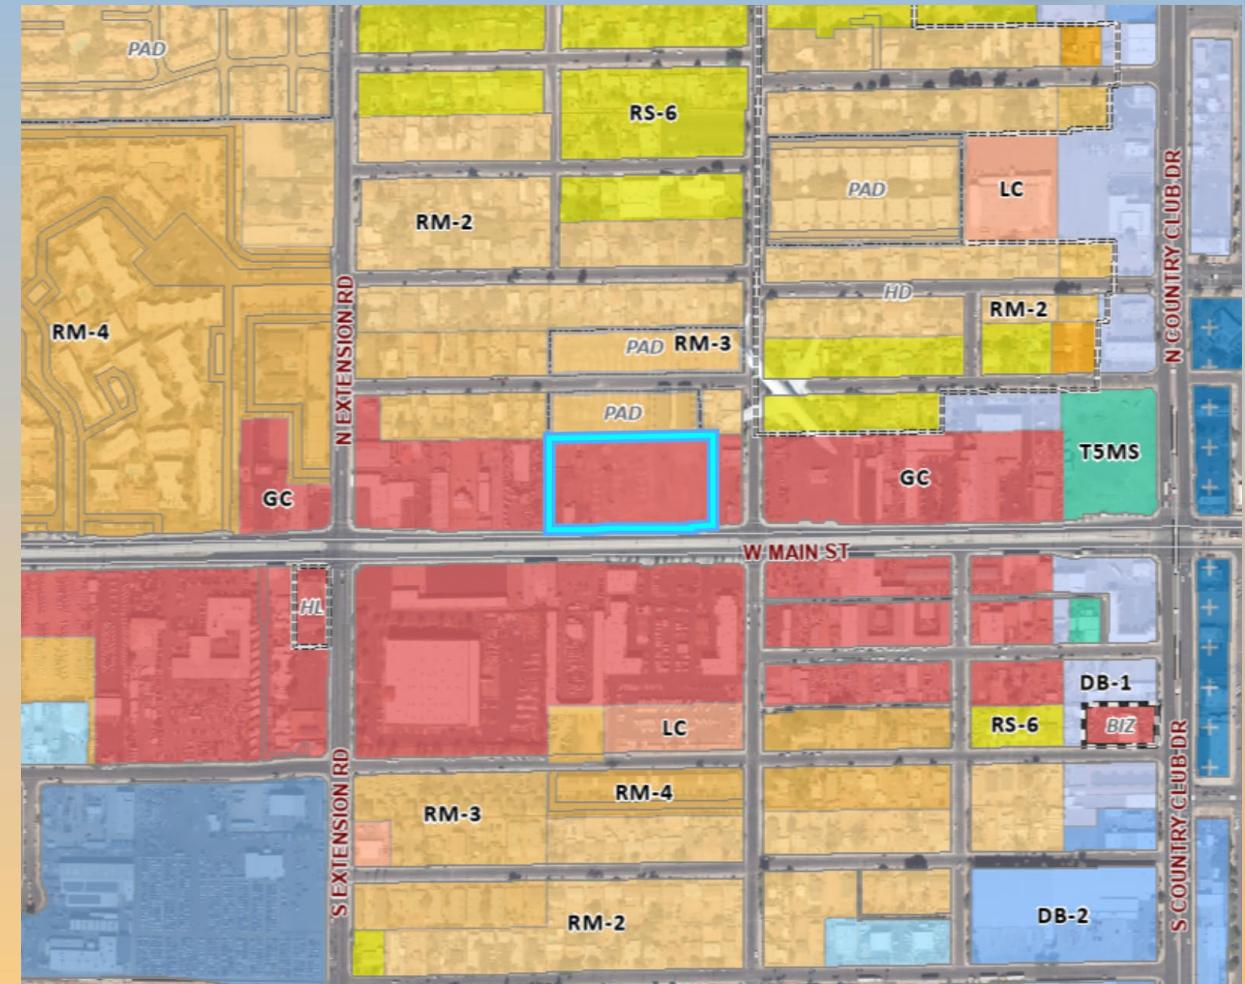 PAD
RS-6
PAD
LC
RM-2
HD
RM-2
RM-4
PAD
RM-3
PAD
N EXTENSION RD
N COUNTRY CLUB DR
T5MS
GC
GC
W MAIN ST
HL
DB-1
LC
RS-6
BIZ
RM-4
RM-3
S EXTENSION RD
S COUNTRY CLUB DR
DB-2
RM-2